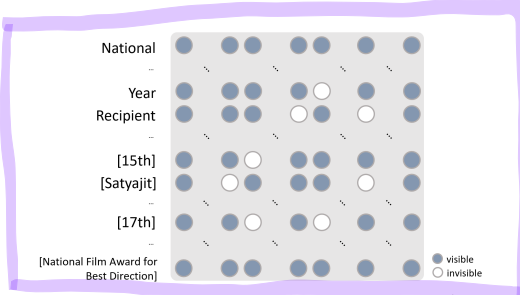 National
...
Year
Recipient
...
[15th]
[Satyajit]
...
[17th]
...
[National Film Award for
Best Direction]
visible
invisible